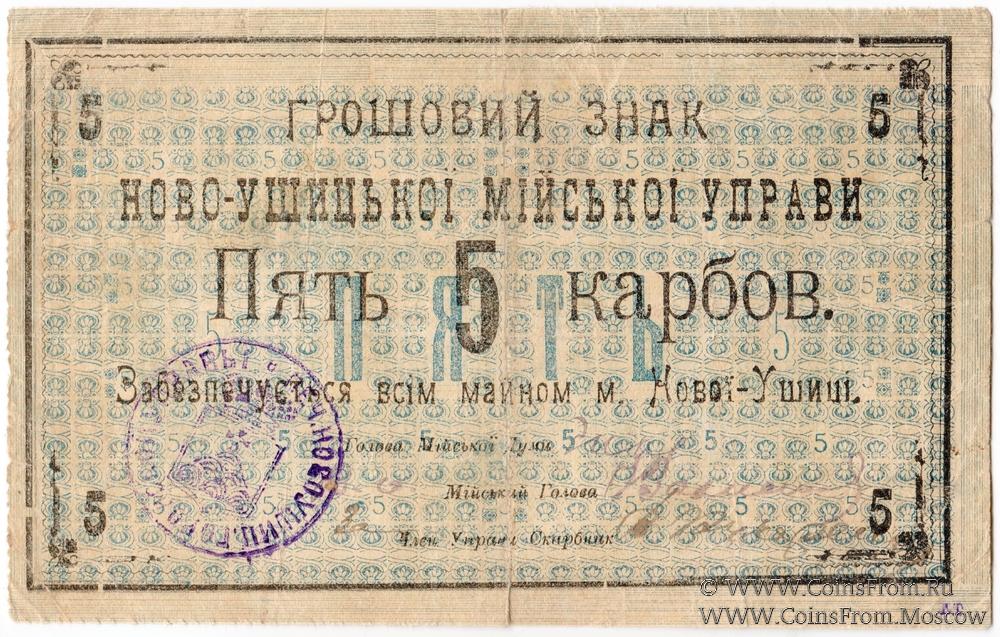 5 5
ГРОШОВИЙ ЗНАК
НОВО-УШИЦЬКОЇ МІЙСЬКОЇ УПРАВИ
Пять 5 карбов.
ПЯТЬ
Забезпечується всім майном м. Нової-Ушиці.
Голова Мійської Думи
Мійський Голова
5 5
Член Управи Скарбник
© WWW.CoinsFrom.Ru
WWW.CoinsFrom.Moscow